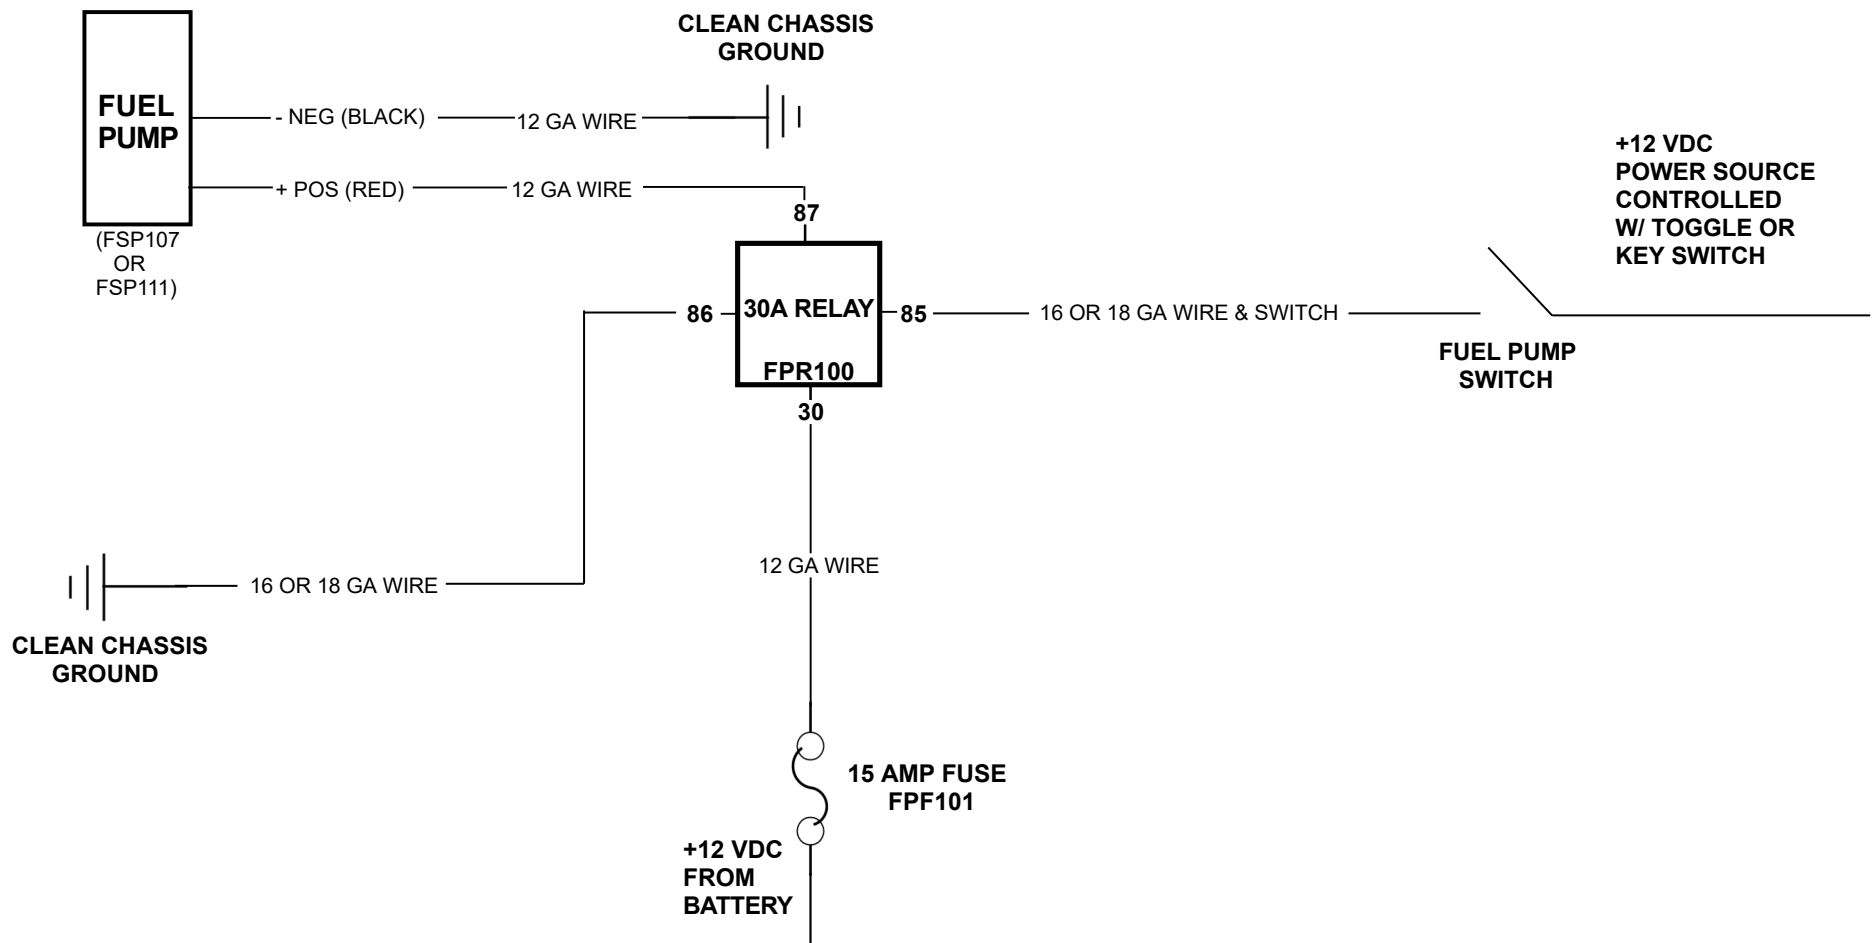 CLEAN CHASSIS
GROUND
FUEL
PUMP
- NEG (BLACK)
12 GA WIRE
+ POS (RED)
12 GA WIRE
(FSP107
OR
FSP111)
+12 VDC
POWER SOURCE
CONTROLLED
W/ TOGGLE OR
KEY SWITCH
87
86
30A RELAY
85
16 OR 18 GA WIRE & SWITCH
FPR100
30
FUEL PUMP
SWITCH
12 GA WIRE
16 OR 18 GA WIRE
CLEAN CHASSIS
GROUND
15 AMP FUSE
FPF101
+12 VDC
FROM
BATTERY